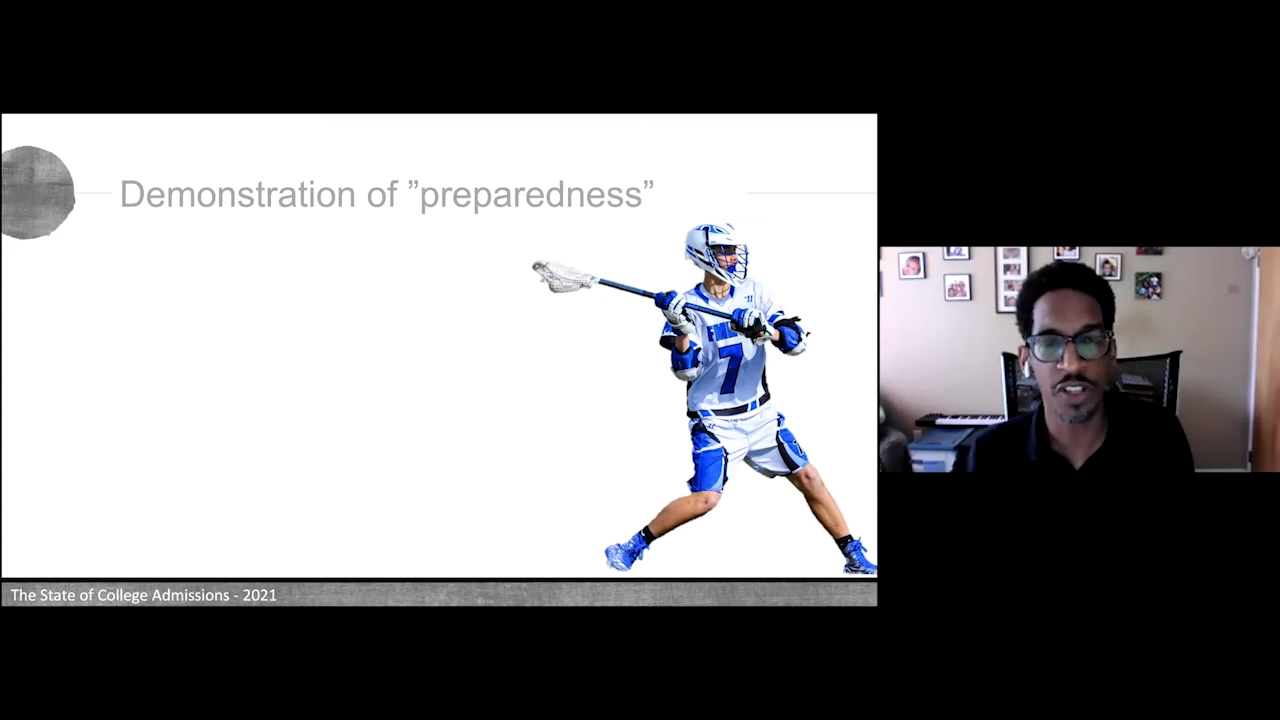 Demonstration of ”preparedness”
7
The State of College Admissions - 2021